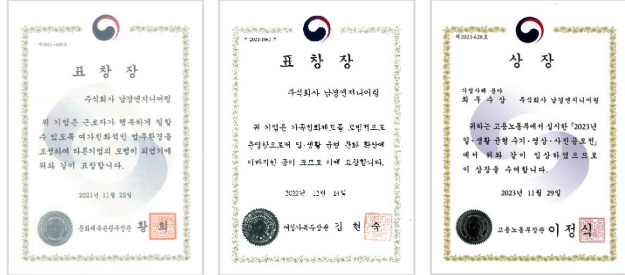 표 창 장
주식회사 남경엔지니어링
위 기업은 근로자가 행복하게 일할
수 있도록 여가친화적인 업무환경을
조성하여 다른기업의 모범이 되었기에
위와 같이 표창합니다.
2021년 11월 22일
문화체육관광부장관 황 희
표 창 장
주식회사 남경엔지니어링
위 기업은 가족친화제도를 모범적으로
운영함으로써 일·생활 균형 문화 확산에
이바지한 공이 크므로 이에 표창합니다.
2022년 12월
여성가족부장관 김 현 숙
제 2023-628 호
상 장
기업사례 분야
최 우 수 상 주식회사 남경엔지니어링
귀하는 고용노동부에서 실시한 「2023년
일·생활 균형 수기·영상·사진공모전」
에서 위와 같이 입상하였으므로
이 상장을 수여합니다.
2023년 11월 29일
고용노동부장관 이 정 식